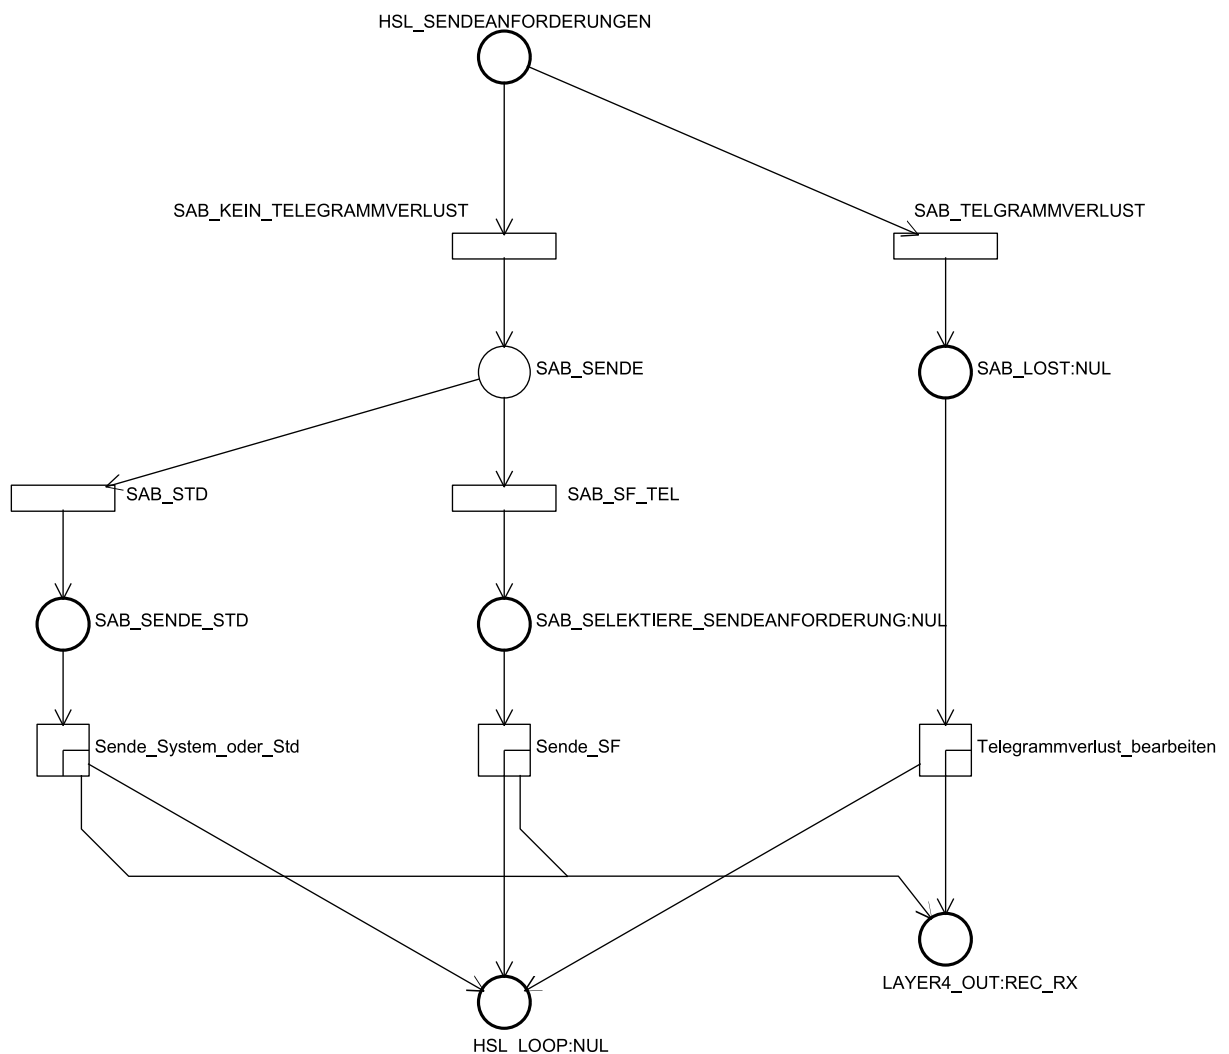 HSL_SENDEANFORDERUNGEN
SAB_KEIN_TELEGRAMMVERLUST
SAB_TELGRAMMVERLUST
SAB_SENDE
SAB_LOST:NUL
SAB_STD
SAB_SF_TEL
SAB_SENDE_STD
SAB_SELEKTIERE_SENDEANFORDERUNG:NUL
Sende_System_oder_Std
Sende_SF
Telegrammverlust_bearbeiten
LAYER4_OUT:REC_RX
HSL_LOOP:NUL